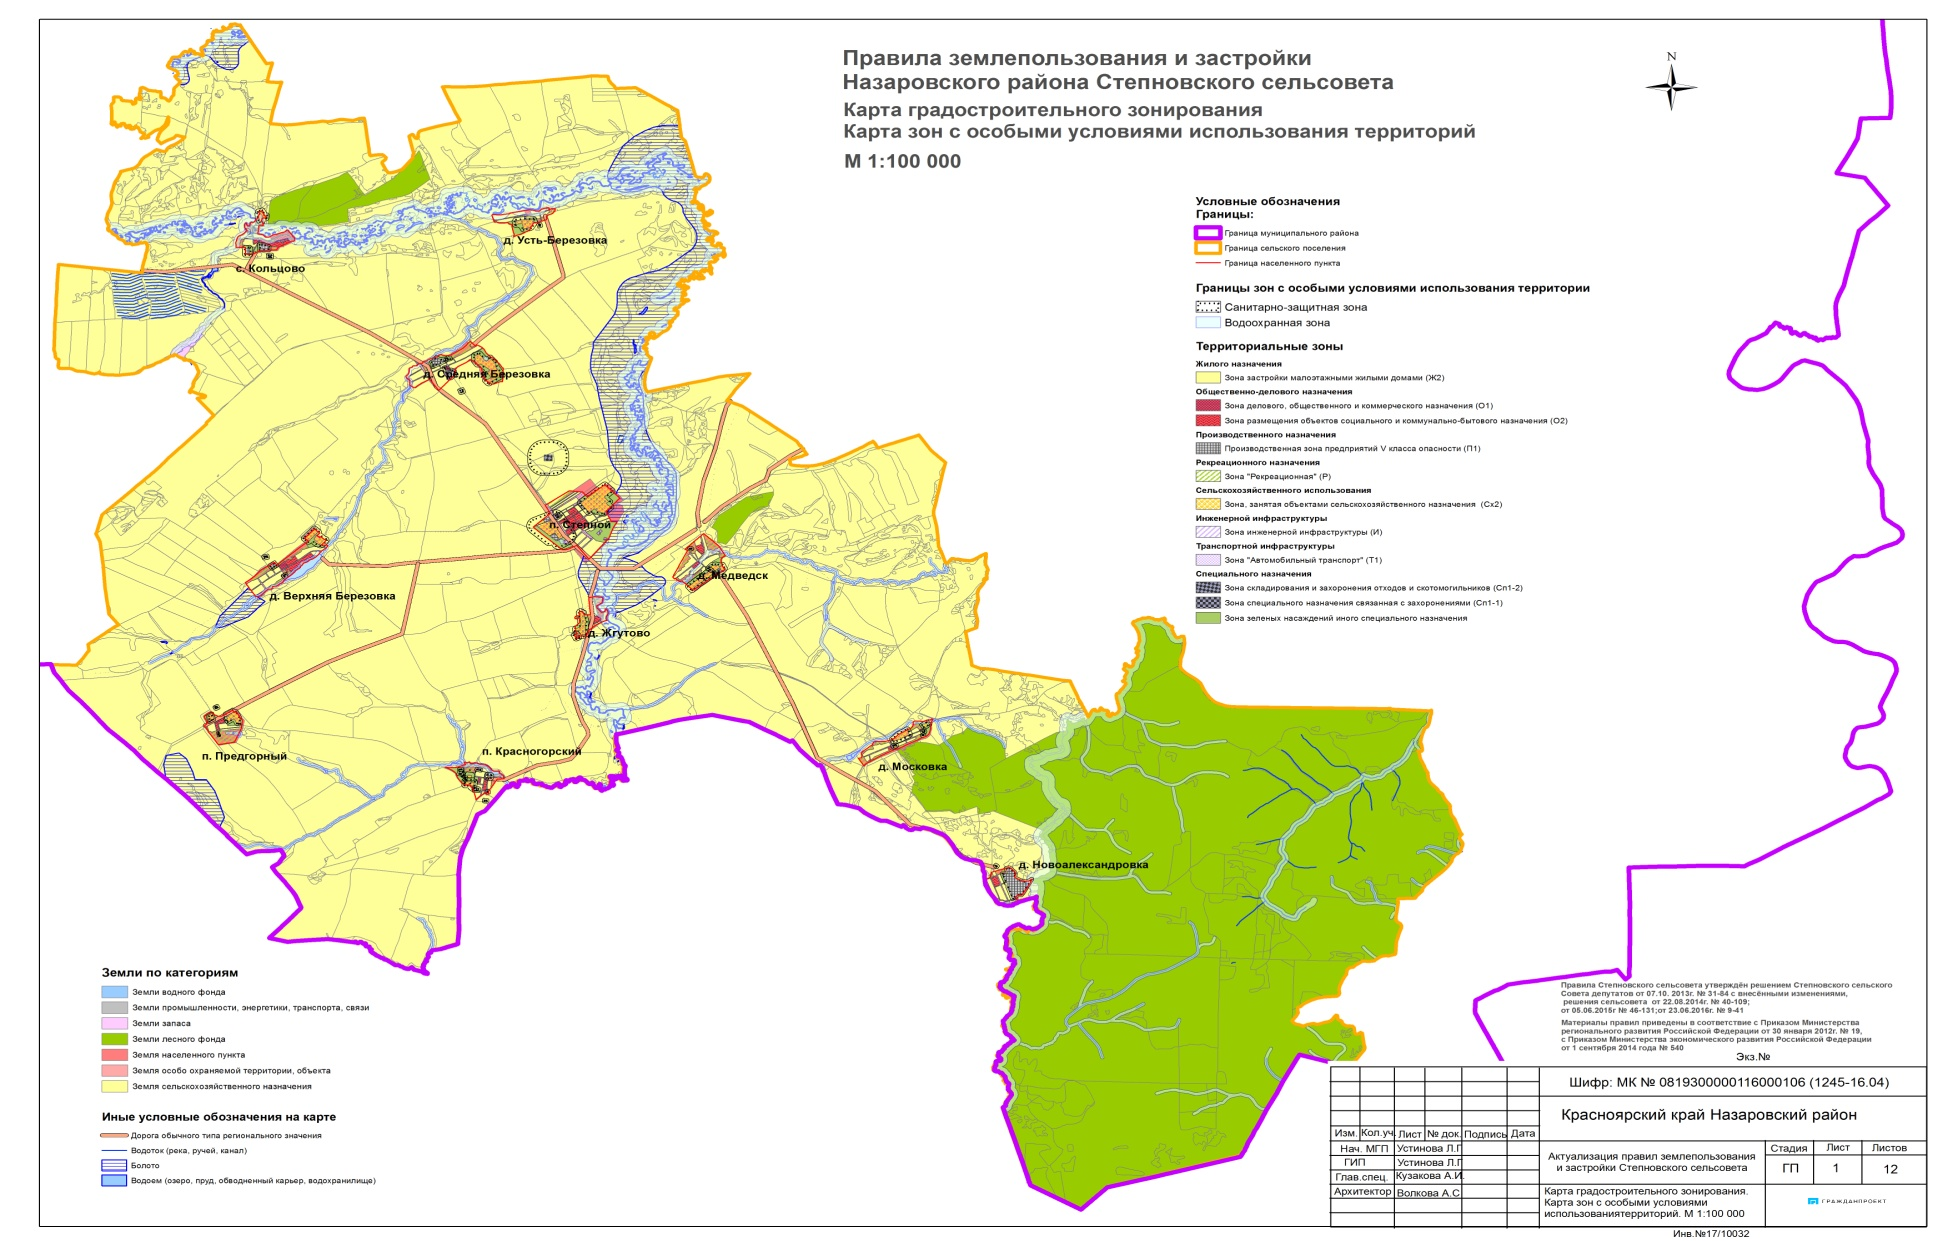 Правила землепользования и застройки
Назаровского района Степновского сельсовета
Карта градостроительного зонирования
Карта зон с особыми условиями использования территорий
М 1:100 000
N
Условные обозначения
Границы:
Граница муниципального района
Граница сельского поселения
Граница населенного пункта
Границы зон с особыми условиями использования территории
Санитарно-защитная зона
Водоохранная зона
Территориальные зоны
Жилого назначения
Зона застройки малоэтажными жилыми домами (Ж2)
Общественно-делового назначения
Зона делового, общественного и коммерческого назначения (О1)
Зона размещения объектов социального и коммунально-бытового назначения (О2)
Производственного назначения
Производственная зона предприятий V класса опасности (П1)
Рекреационного назначения
Зона "Рекреационная" (Р)
Сельскохозяйственного использования
Зона, занятая объектами сельскохозяйственного назначения (Сх2)
Инженерной инфраструктуры
Зона инженерной инфраструктуры (И)
Транспортной инфраструктуры
Зона "Автомобильный транспорт" (Т1)
Специального назначения
Зона складирования и захоронения отходов и скотомогильников (Сп1-2)
Зона специального назначения связанная с захоронениями (Сп1-1)
Зона зеленых насаждений иного специального назначения
д. Усть-Березовка
с. Кольцово
д. Средняя Березовка
п. Степной
д. Медведск
д. Верхняя Березовка
д. Жгутово
п. Предгорный
п. Красногорский
д. Московка
д. Новоалександровка
Земли по категориям
Земли водного фонда
Земли промышленности, энергетики, транспорта, связи
Земли запаса
Земли лесного фонда
Земля населенного пункта
Земля особо охраняемой территории, объекта
Земля сельскохозяйственного назначения
Иные условные обозначения на карте
Дорога обычного типа регионального значения
Водоток (река, ручей, канал)
Болото
Водоем (озеро, пруд, обводненный карьер, водохранилище)
Правила Степновского сельсовета утверждён решением Степновского сельского
Совета депутатов от 07.10. 2013г. № 31-84 с внесёнными изменениями,
решения сельсовета от 22.08.2014г. № 40-109;
от 05.06.2015г № 46-131;от 23.06.2016г. № 9-41
Материалы правил приведены в соответствие с Приказом Министерства
регионального развития Российской Федерации от 30 января 2012г. № 19,
с Приказом Министерства экономического развития Российской Федерации
от 1 сентября 2014 года № 540
Экз.№
Шифр: МК № 0819300000116000106 (1245-16.04)
Красноярский край Назаровский район
Изм. Кол.уч. Лист № док. Подпись Дата
Нач. МГП Устинова Л.Г
ГИП Устинова Л.Г
Глав.спец. Кузакова А.И.
Архитектор Волкова А.С
Актуализация правил землепользования
и застройки Степновского сельсовета
Стадия Лист Листов
ГП 1 12
Карта градостроительного зонирования.
Карта зон с особыми условиями
использованиятерриторий. М 1:100 000
ГРАЖДАНПРОЕКТ
Инв.№17/10032